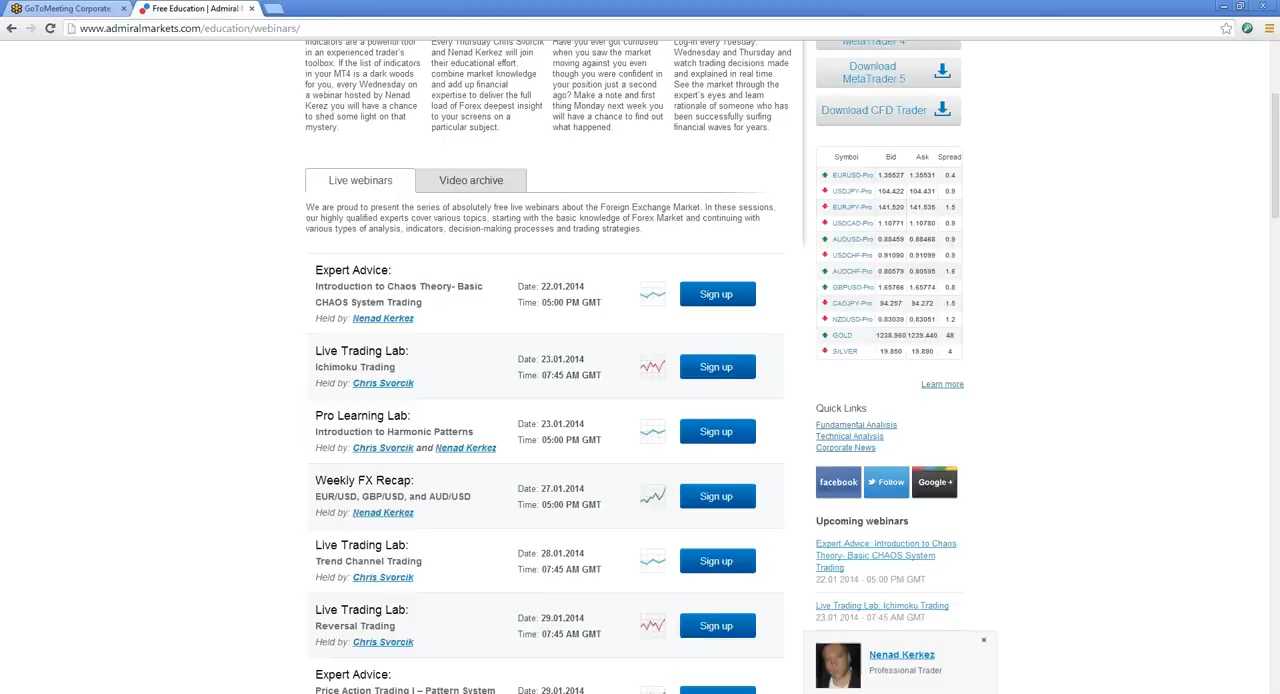 GoToMeeting Corporate
Free Education | Admiral M
www.admiralmarkets.com/education/webinars/
indicators are a powerful tool
in an experienced trader's
toolbox. If the list of indicators
in your MT4 is a dark woods
for you, every Wednesday on
a webinar hosted by Nenad
Kerez you will have a chance
to shed some light on that
mystery.
Every Thursday Chris Svorcik
and Nenad Kerkez will join
their educational effort,
combine market knowledge
and add up financial
expertise to deliver the full
load of Forex deepest insight
to your screens on a
particular subject.
Have you ever got confused
when you saw the market
moving against you even
though you were confident in
your position just a second
ago? Make a note and first
thing Monday next week you
will have a chance to find out
what happened.
Log-in every Tuesday,
Wednesday and Thursday and
watch trading decisions made
and explained in real time.
See the market through the
expert's eyes and learn
rationale of someone who has
been successfully surfing
financial waves for years.
MetaTrader 4
Download
MetaTrader 5
Download CFD Trader
Live webinars
Video archive
We are proud to present the series of absolutely free live webinars about the Foreign Exchange Market. In these sessions,
our highly qualified experts cover various topics, starting with the basic knowledge of Forex Market and continuing with
various types of analysis, indicators, decision-making processes and trading strategies.
Expert Advice:
Introduction to Chaos Theory- Basic
CHAOS System Trading
Held by: Nenad Kerkez
Date: 22.01.2014
Time: 05:00 PM GMT
Sign up
Live Trading Lab:
Ichimoku Trading
Held by: Chris Svorcik
Date: 23.01.2014
Time: 07:45 AM GMT
Sign up
Pro Learning Lab:
Introduction to Harmonic Patterns
Held by: Chris Svorcik and Nenad Kerkez
Date: 23.01.2014
Time: 05:00 PM GMT
Sign up
Weekly FX Recap:
EUR/USD, GBP/USD, and AUD/USD
Held by: Nenad Kerkez
Date: 27.01.2014
Time: 05:00 PM GMT
Sign up
Live Trading Lab:
Trend Channel Trading
Held by: Chris Svorcik
Date: 28.01.2014
Time: 07:45 AM GMT
Sign up
Live Trading Lab:
Reversal Trading
Held by: Chris Svorcik
Date: 29.01.2014
Time: 07:45 AM GMT
Sign up
Expert Advice:
Price Action Trading I – Pattern System
Date: 29.01.2014
Symbol Bid Ask Spread
EURUSD-Pro 1.35527 1.35531 0.4
USDJPY-Pro 104.422 104.431 0.9
EURJPY-Pro 141.520 141.535 1.5
USDCAD-Pro 1.10771 1.10780 0.9
AUDUSD-Pro 0.88459 0.88468 0.9
USDCHF-Pro 0.91090 0.91099 0.9
AUDCHF-Pro 0.80579 0.80595 1.6
GBPUSD-Pro 1.65766 1.65774 0.8
CADJPY-Pro 94.257 94.272 1.5
NZDUSD-Pro 0.83039 0.83051 1.2
GOLD 1238.960 1239.440 48
SILVER 19.850 19.890 4
Learn more
Quick Links
Fundamental Analysis
Technical Analysis
Corporate News
facebook
Follow
Google +
Upcoming webinars
Expert Advice: Introduction to Chaos
Theory- Basic CHAOS System
Trading
22.01 2014 - 05:00 PM GMT
Live Trading Lab: Ichimoku Trading
23.01 2014 - 07:45 AM GMT
Nenad Kerkez
Professional Trader